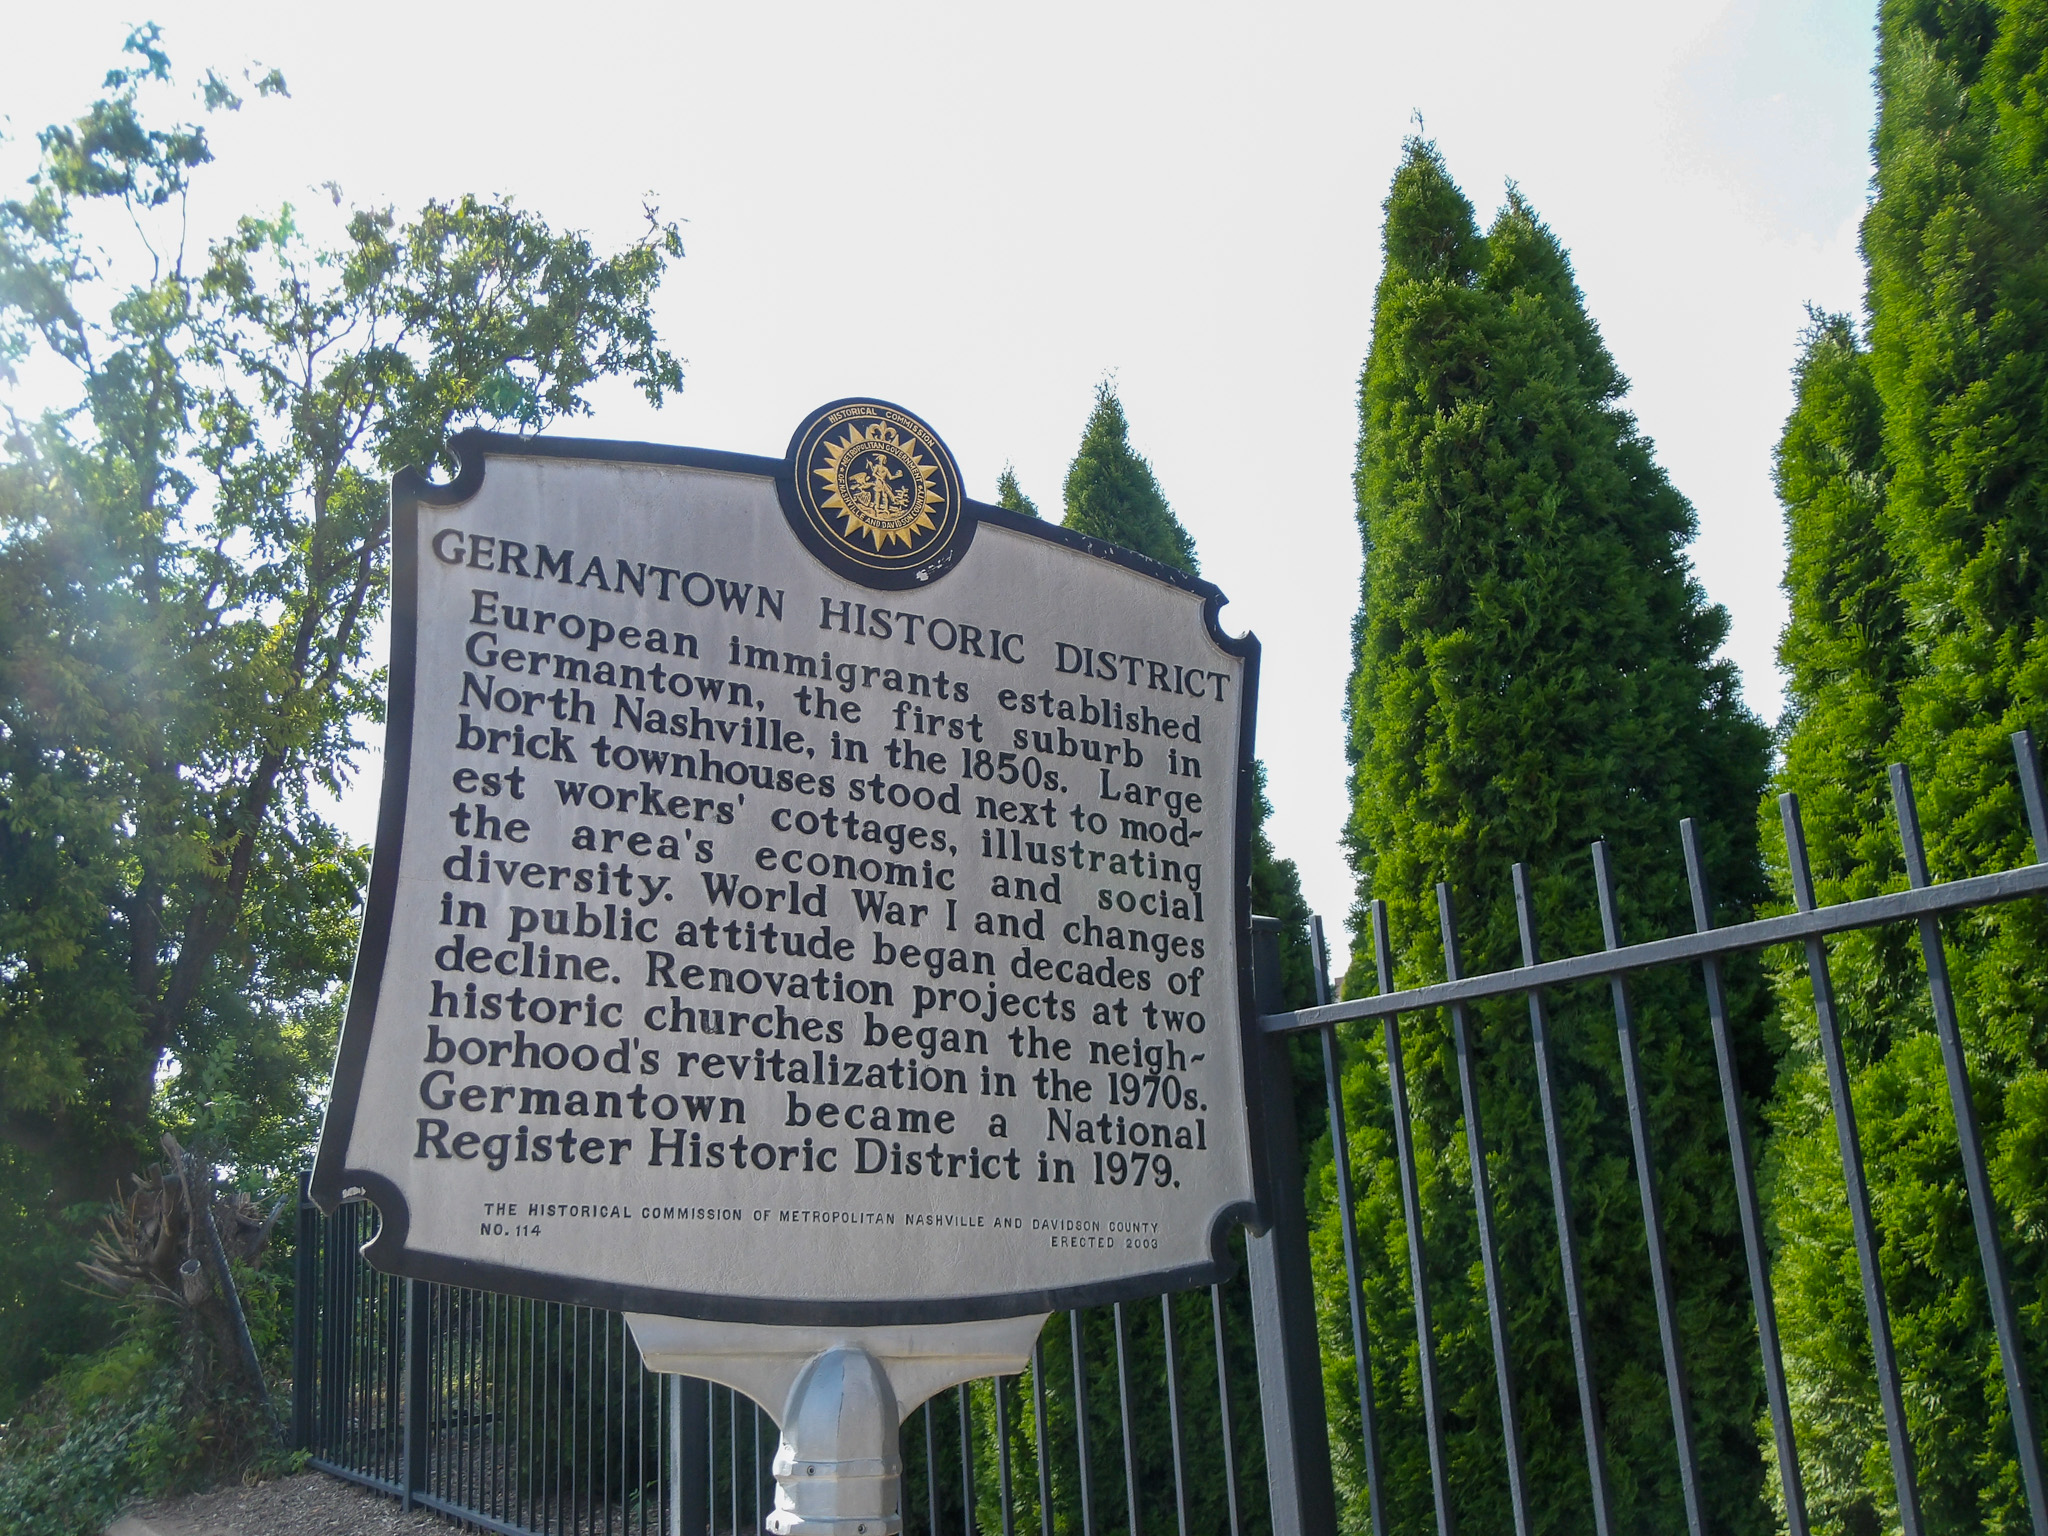 HISTORICAL COMMISSION
METROPOLITAN GOVERNMENT
OF NASHVILLE AND DAVIDSON COUNTY
GERMANTOWN HISTORIC DISTRICT
European immigrants established
Germantown, the first suburb in
North Nashville, in the 1850s. Large
brick townhouses stood next to mod-
est workers' cottages, illustrating
the area's economic and social
diversity. World War I and changes
in public attitude began decades of
decline. Renovation projects at two
historic churches began the neigh-
borhood's revitalization in the 1970s.
Germantown became a National
Register Historic District in 1979.
THE HISTORICAL COMMISSION OF METROPOLITAN NASHVILLE AND DAVIDSON COUNTY
NO. 114
ERECTED 2003